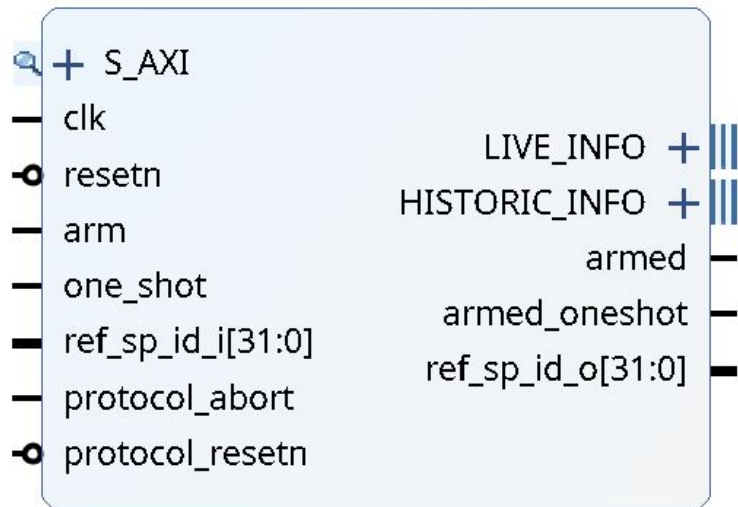 S_AXI
clk
resetn
arm
one_shot
ref_sp_id_i[31:0]
protocol_abort
protocol_resetn
LIVE_INFO
HISTORIC_INFO
armed
armed_oneshot
ref_sp_id_o[31:0]